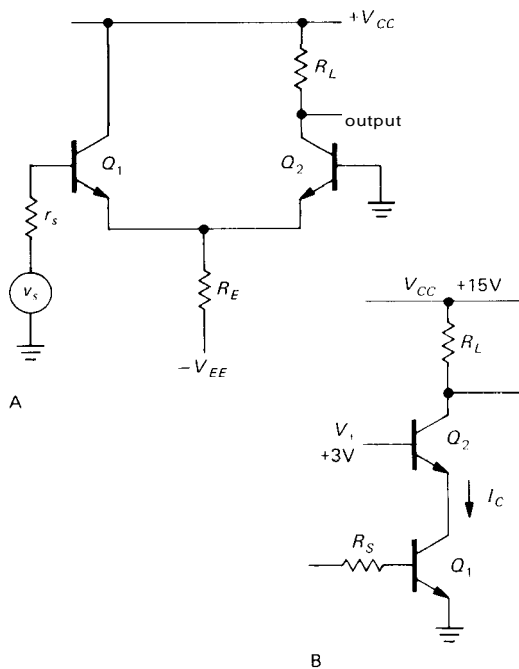 +V_CC
R_L
output
Q_1
Q_2
r_s
v_s
R_E
−V_EE
A
V_CC +15V
R_L
V_1
+3V
Q_2
I_C
R_S
Q_1
B